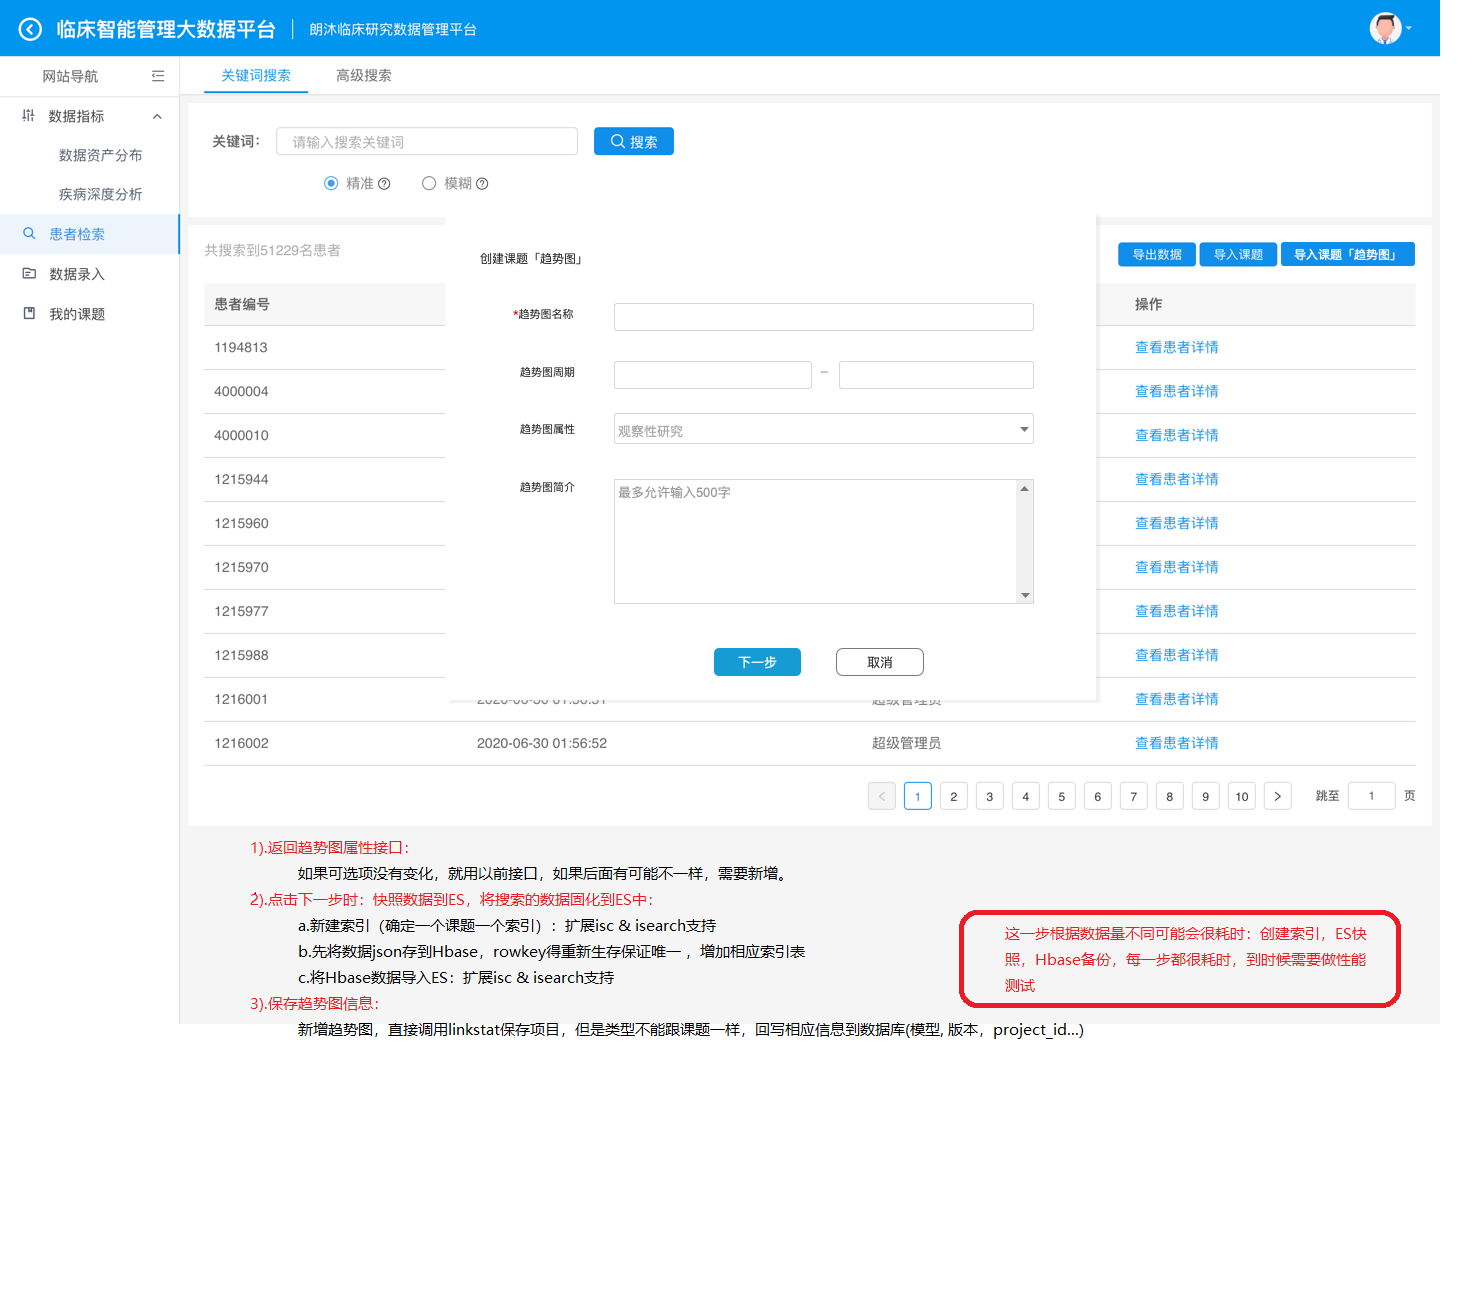 临床智能管理大数据平台 朗沐临床研究数据管理平台
网站导航
数据指标
数据资产分布
疾病深度分析
患者检索
数据录入
我的课题
关键词搜索 高级搜索
关键词： 请输入搜索关键词 搜索
精准 模糊
共搜索到51229名患者
导出数据 导入课题 导入课题「趋势图」
患者编号 操作
1194813 查看患者详情
4000004 查看患者详情
4000010 查看患者详情
1215944 查看患者详情
1215960 查看患者详情
1215970 查看患者详情
1215977 查看患者详情
1215988 查看患者详情
1216001 2020-06-30 01:56:51 超级管理员 查看患者详情
1216002 2020-06-30 01:56:52 超级管理员 查看患者详情
创建课题「趋势图」
*趋势图名称
趋势图周期 –
趋势图属性 观察性研究
趋势图简介 最多允许输入500字
下一步 取消
< 1 2 3 4 5 6 7 8 9 10 > 跳至 1 页
1).返回趋势图属性接口：
如果可选项没有变化，就用以前接口，如果后面有可能不一样，需要新增。
2).点击下一步时：快照数据到ES，将搜索的数据固化到ES中：
a.新建索引（确定一个课题一个索引）：扩展isc & isearch支持
b.先将数据json存到Hbase，rowkey得重新生存保证唯一 ，增加相应索引表
c.将Hbase数据导入ES：扩展isc & isearch支持
3).保存趋势图信息：
新增趋势图，直接调用linkstat保存项目，但是类型不能跟课题一样，回写相应信息到数据库(模型, 版本，project_id...)
这一步根据数据量不同可能会很耗时：创建索引，ES快
照，Hbase备份，每一步都很耗时，到时候需要做性能
测试